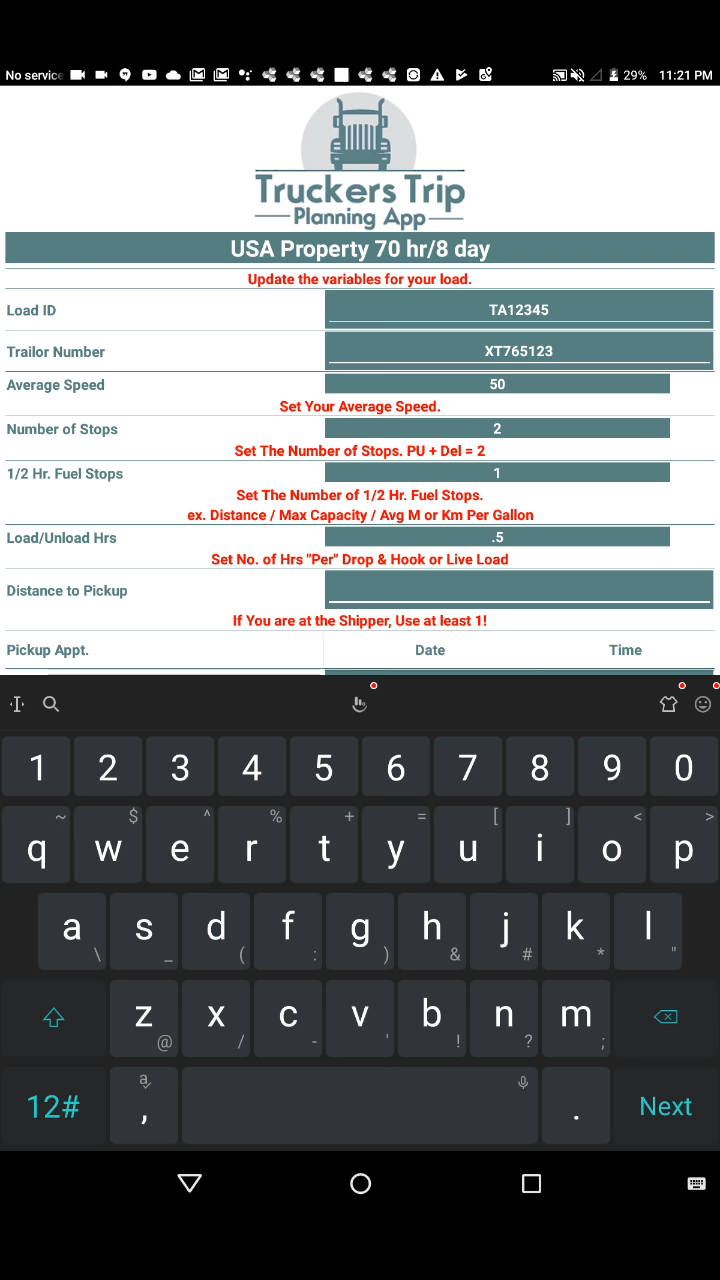 No service 29% 11:21 PM
Truckers Trip
Planning App
USA Property 70 hr/8 day
Update the variables for your load.
Load ID TA12345
Trailor Number XT765123
Average Speed 50
Set Your Average Speed.
Number of Stops 2
Set The Number of Stops. PU + Del = 2
1/2 Hr. Fuel Stops 1
Set The Number of 1/2 Hr. Fuel Stops.
ex. Distance / Max Capacity / Avg M or Km Per Gallon
Load/Unload Hrs .5
Set No. of Hrs "Per" Drop & Hook or Live Load
Distance to Pickup
If You are at the Shipper, Use at least 1!
Pickup Appt. Date Time
1 2 3 4 5 6 7 8 9 0
~ $ ^ % + = [ ] < >
q w e r t y u i o p
a s d f g h j k l
\ _ ( : ) & # * "
z x c v b n m
@ / - ' ! ? ;
12# a , . Next